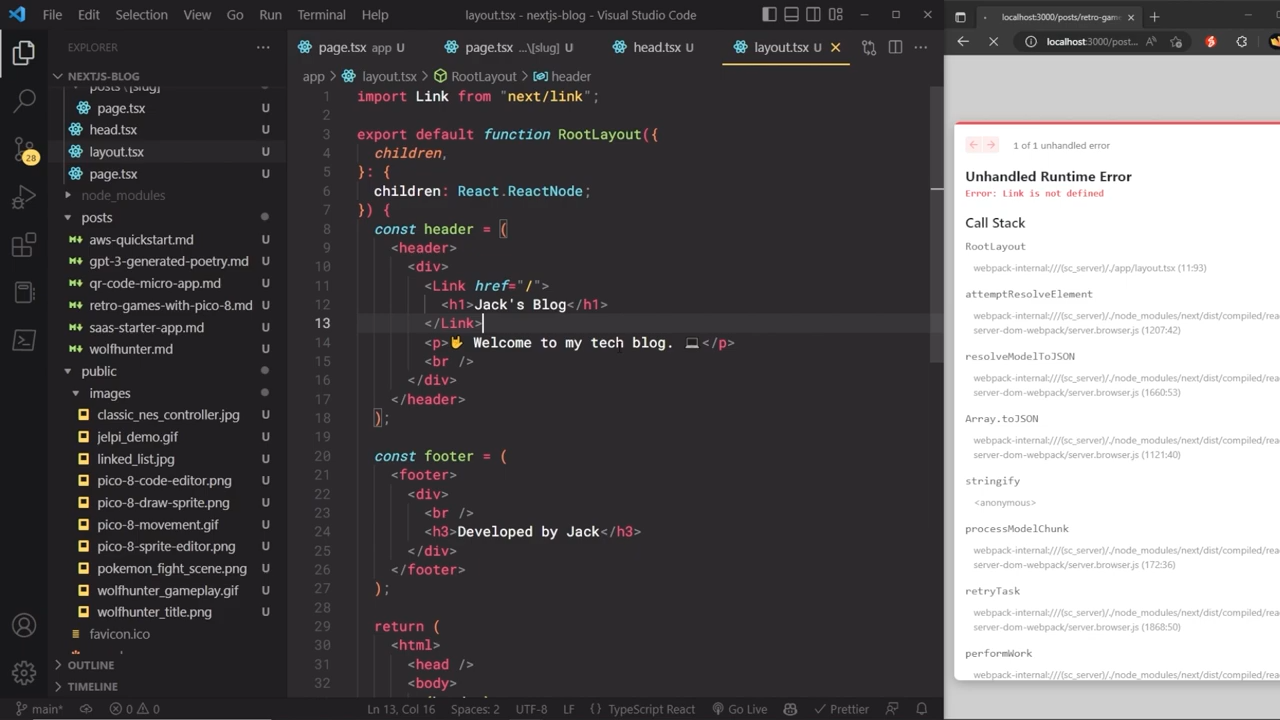 File Edit Selection View Go Run Terminal Help
layout.tsx - nextjs-blog - Visual Studio Code
EXPLORER
NEXTJS-BLOG
posts \[slug]
page.tsx U
head.tsx U
layout.tsx U
page.tsx U
node_modules
posts
aws-quickstart.md U
gpt-3-generated-poetry.md U
qr-code-micro-app.md U
retro-games-with-pico-8.md U
saas-starter-app.md U
wolfhunter.md U
public
images
classic_nes_controller.jpg U
jelpi_demo.gif U
linked_list.jpg U
pico-8-code-editor.png U
pico-8-draw-sprite.png U
pico-8-movement.gif U
pico-8-sprite-editor.png U
pokemon_fight_scene.png U
wolfhunter_gameplay.gif U
wolfhunter_title.png U
favicon.ico U
OUTLINE
TIMELINE
28
page.tsx app U
page.tsx ...\[slug] U
head.tsx U
layout.tsx U
app > layout.tsx > RootLayout > header
1 import Link from "next/link";
2
3 export default function RootLayout({
4 children,
5 }: {
6 children: React.ReactNode;
7 }) {
8 const header = (
9 <header>
10 <div>
11 <Link href="/">
12 <h1>Jack's Blog</h1>
13 </Link>
14 <p>🤟 Welcome to my tech blog. 💻</p>
15 <br />
16 </div>
17 </header>
18 );
19
20 const footer = (
21 <footer>
22 <div>
23 <br />
24 <h3>Developed by Jack</h3>
25 </div>
26 </footer>
27 );
28
29 return (
30 <html>
31 <head />
32 <body>
main* 0 0 Ln 13, Col 16 Spaces: 2 UTF-8 LF {} TypeScript React Go Live Prettier
localhost:3000/posts/retro-gam
localhost:3000/post...
1 of 1 unhandled error
Unhandled Runtime Error
Error: Link is not defined
Call Stack
RootLayout
webpack-internal:///(sc_server)/./app/layout.tsx (11:93)
attemptResolveElement
webpack-internal:///(sc_server)/./node_modules/next/dist/compiled/rea
server-dom-webpack/server.browser.js (1207:42)
resolveModelToJSON
webpack-internal:///(sc_server)/./node_modules/next/dist/compiled/rea
server-dom-webpack/server.browser.js (1660:53)
Array.toJSON
webpack-internal:///(sc_server)/./node_modules/next/dist/compiled/rea
server-dom-webpack/server.browser.js (1121:40)
stringify
<anonymous>
processModelChunk
webpack-internal:///(sc_server)/./node_modules/next/dist/compiled/rea
server-dom-webpack/server.browser.js (172:36)
retryTask
webpack-internal:///(sc_server)/./node_modules/next/dist/compiled/rea
server-dom-webpack/server.browser.js (1868:50)
performWork
webpack-internal:///(sc_server)/./node_modules/next/dist/compiled/rea